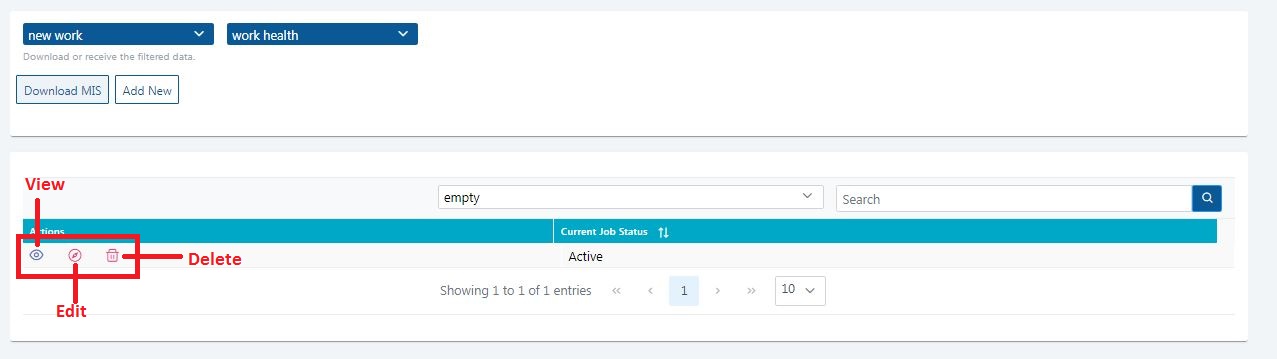 new work
work health
Download or receive the filtered data.
Download MIS
Add New
View
empty
Search
Actions
Current Job Status
Active
Delete
Edit
Showing 1 to 1 of 1 entries « ‹ 1 › » 10